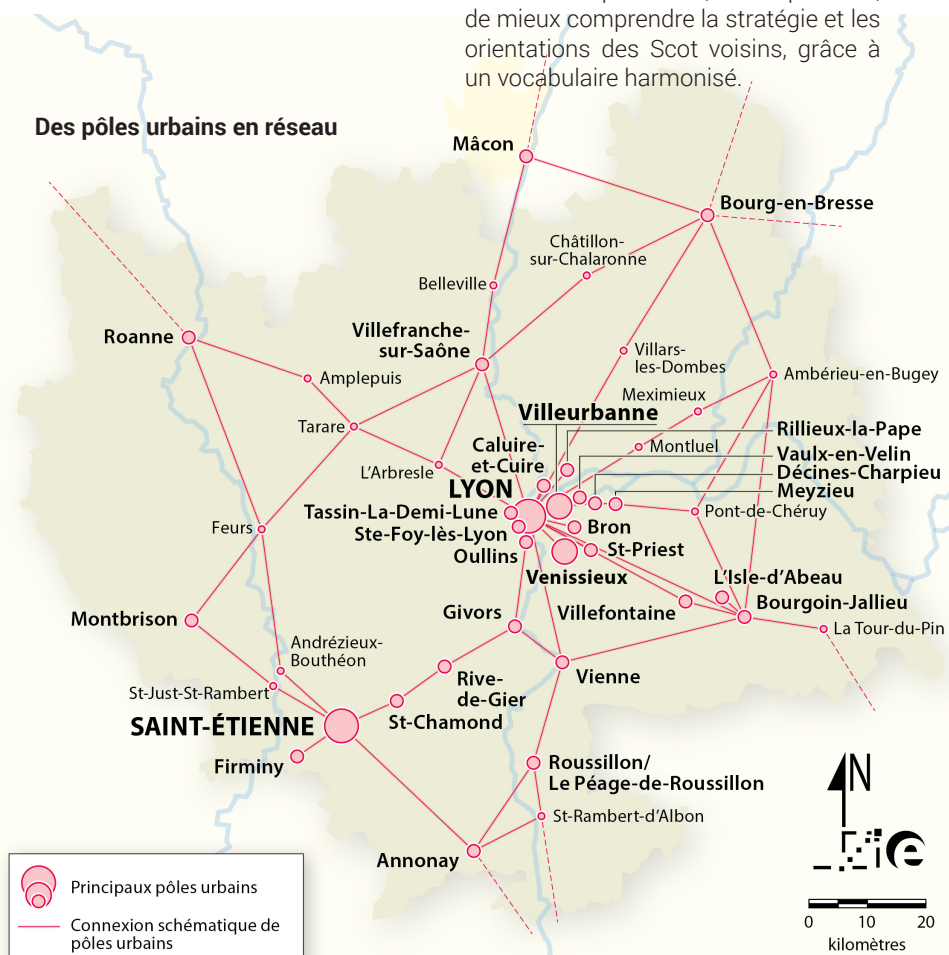 de mieux comprendre la stratégie et les
orientations des Scot voisins, grâce à
un vocabulaire harmonisé.
Des pôles urbains en réseau
Mâcon
Bourg-en-Bresse
Châtillon-
sur-Chalaronne
Belleville
Villefranche-
sur-Saône
Roanne
Amplepuis
Villars-
les-Dombes
Ambérieu-en-Bugey
Meximieux
Villeurbanne
Tarare
Rillieux-la-Pape
Caluire-
et-Cuire
Montluel
Vaulx-en-Velin
L'Arbresle
Décines-Charpieu
LYON
Meyzieu
Tassin-La-Demi-Lune
Pont-de-Chéruy
Feurs
Ste-Foy-lès-Lyon
Bron
Oullins
St-Priest
Venissieux
L'Isle-d'Abeau
Bourgoin-Jallieu
Givors
Villefontaine
Montbrison
La Tour-du-Pin
Andrézieux-
Bouthéon
Rive-
de-Gier
Vienne
St-Just-St-Rambert
St-Chamond
SAINT-ÉTIENNE
Firminy
Roussillon/
Le Péage-de-Roussillon
St-Rambert-d'Albon
Annonay
N
Principaux pôles urbains
Connexion schématique de
pôles urbains
0 10 20
kilomètres